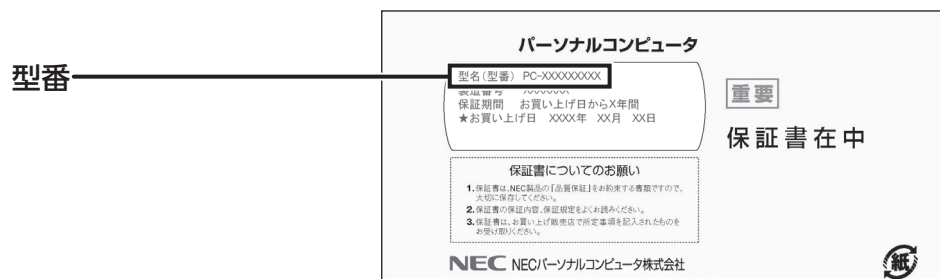 パーソナルコンピュータ
型番
型名(型番) PC-XXXXXXXXX
製造番号 XXXXXXX
保証期間 お買い上げ日からX年間
★お買い上げ日 XXXX年 XX月 XX日
重要
保証書在中
保証書についてのお願い
1.保証書は、NEC製品の「品質保証」をお約束する書類ですので、
大切に保存してください。
2.保証書の保証内容、保証規定をよくお読みください。
3.保証書は、お買い上げ販売店で所定事項を記入されたものを
お受け取りください。
NEC NECパーソナルコンピュータ株式会社
紙